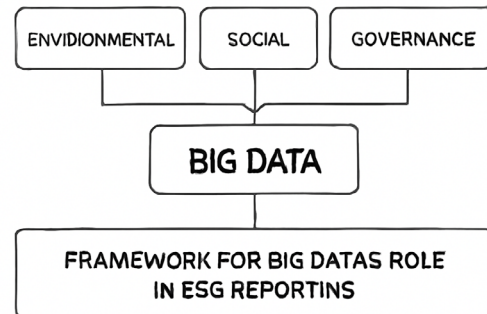 ENVIDIONMENTAL
SOCIAL
GOVERNANCE
BIG DATA
FRAMEWORK FOR BIG DATAS ROLE
IN ESG REPORTINS